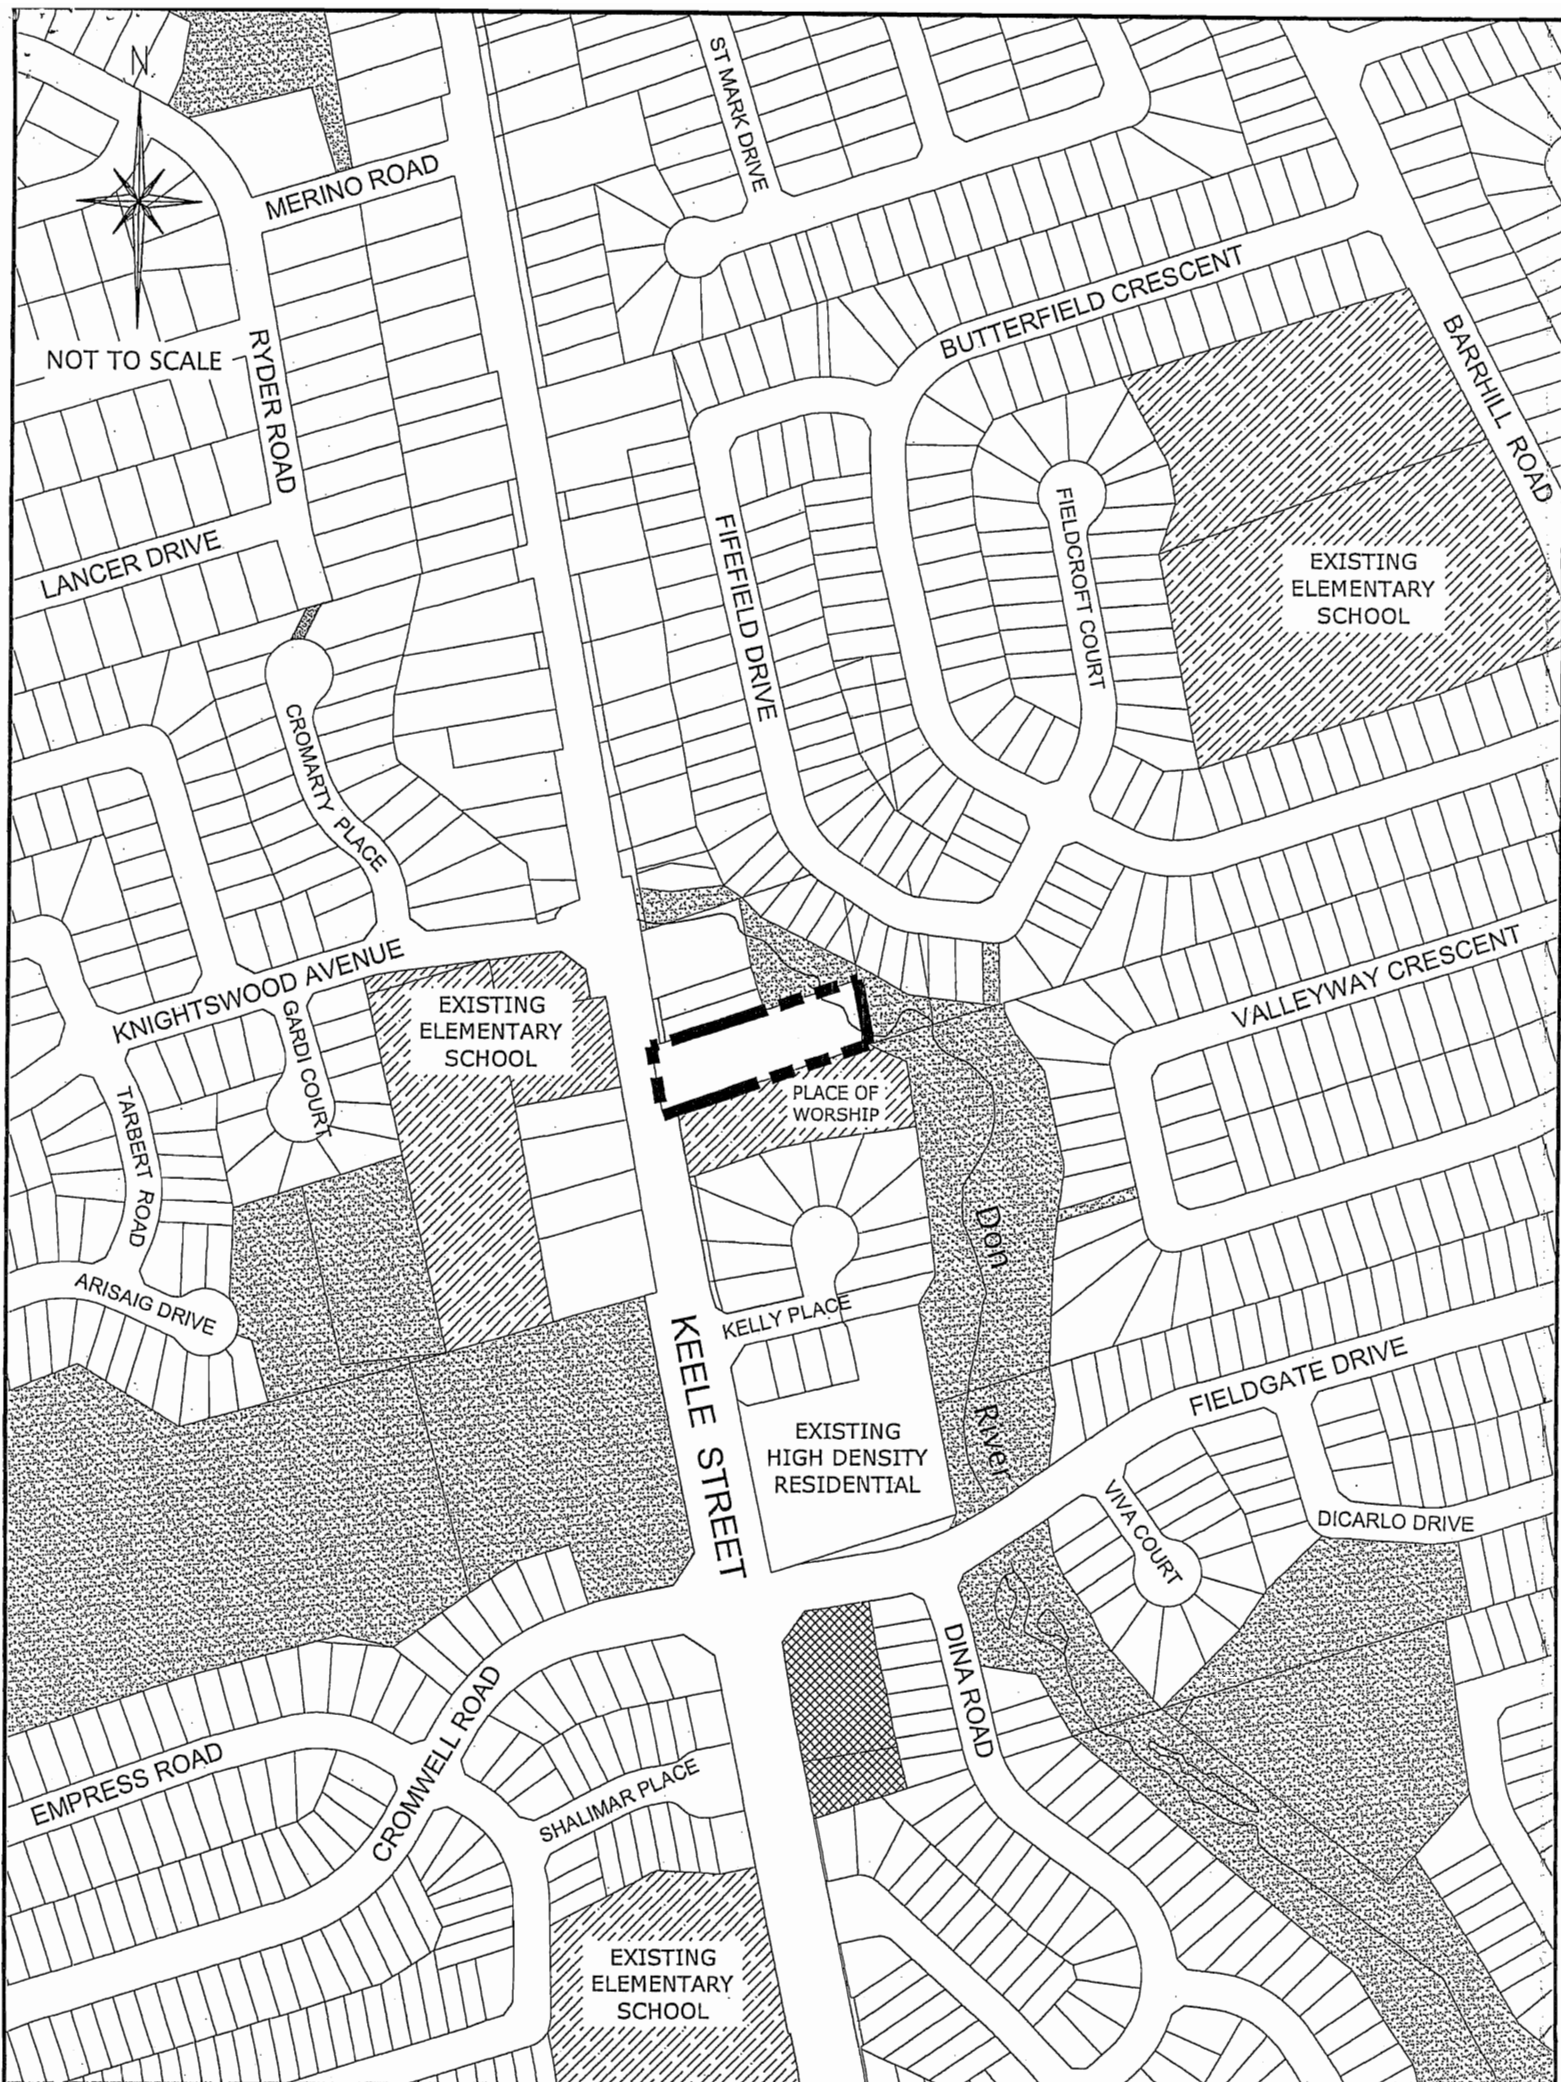 N
ST MARK DRIVE
MERINO ROAD
BUTTERFIELD CRESCENT
NOT TO SCALE
RYDER ROAD
BARRHILL ROAD
LANCER DRIVE
FIFEFIELD DRIVE
FIELDCROFT COURT
EXISTING
ELEMENTARY
SCHOOL
CROMARTY PLACE
KNIGHTSWOOD AVENUE
VALLEYWAY CRESCENT
GARDI COURT
EXISTING
ELEMENTARY
SCHOOL
PLACE OF
WORSHIP
TARBERT ROAD
Don River
ARISAIG DRIVE
KELLY PLACE
KEELE STREET
FIELDGATE DRIVE
EXISTING
HIGH DENSITY
RESIDENTIAL
VIVA COURT
DICARLO DRIVE
DINA ROAD
EMPRESS ROAD
CROMWELL ROAD
SHALIMAR PLACE
EXISTING
ELEMENTARY
SCHOOL